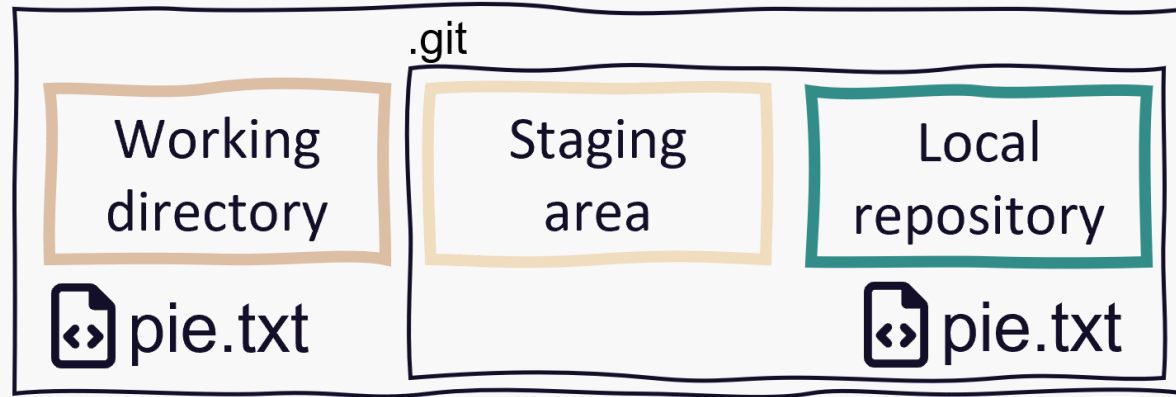 .git
Working
directory
Staging
area
Local
repository
pie.txt
pie.txt